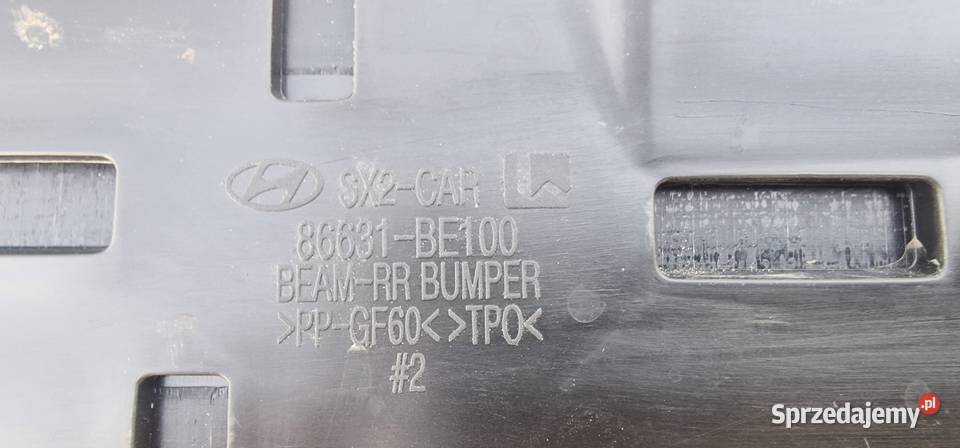 SX2-CAR
86631-BE100
BEAM-RR BUMPER
>PP-GF60<>TPO<
#2
Sprzedajemy.pl